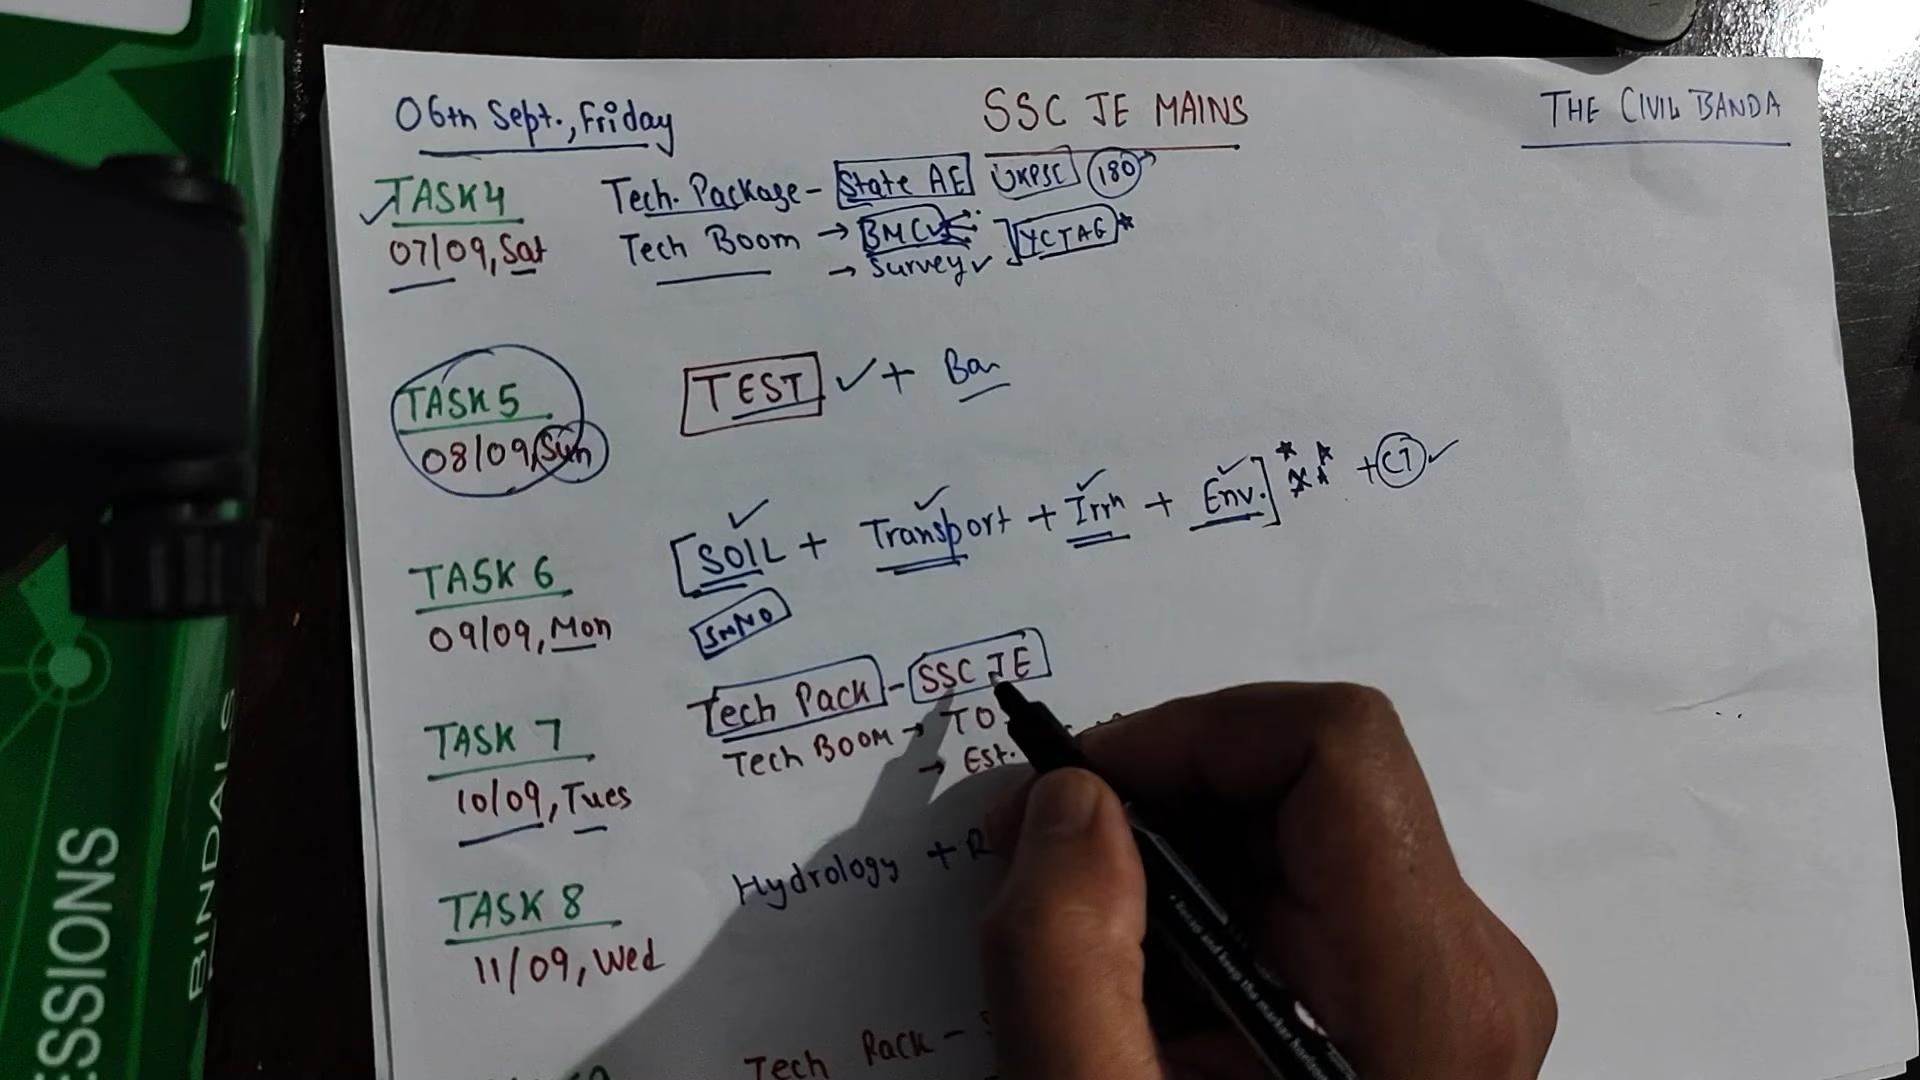 06th Sept., Friday
SSC JE MAINS
THE CIVIL BANDA
TASK 4
07/09, Sat
Tech. Package - State AE UKPSC 180
Tech Boom → BMC
→ Survey
TASK 5
08/09, Sun
TEST + Ban
TASK 6
09/09, Mon
[SOIL + Transport + Irrn + Env.] + CT
TASK 7
10/09, Tues
Tech Pack - SSC JE
Tech BOOM →
→ Est.
TASK 8
11/09, Wed
Hydrology +
Tech Pack -
BINDALS